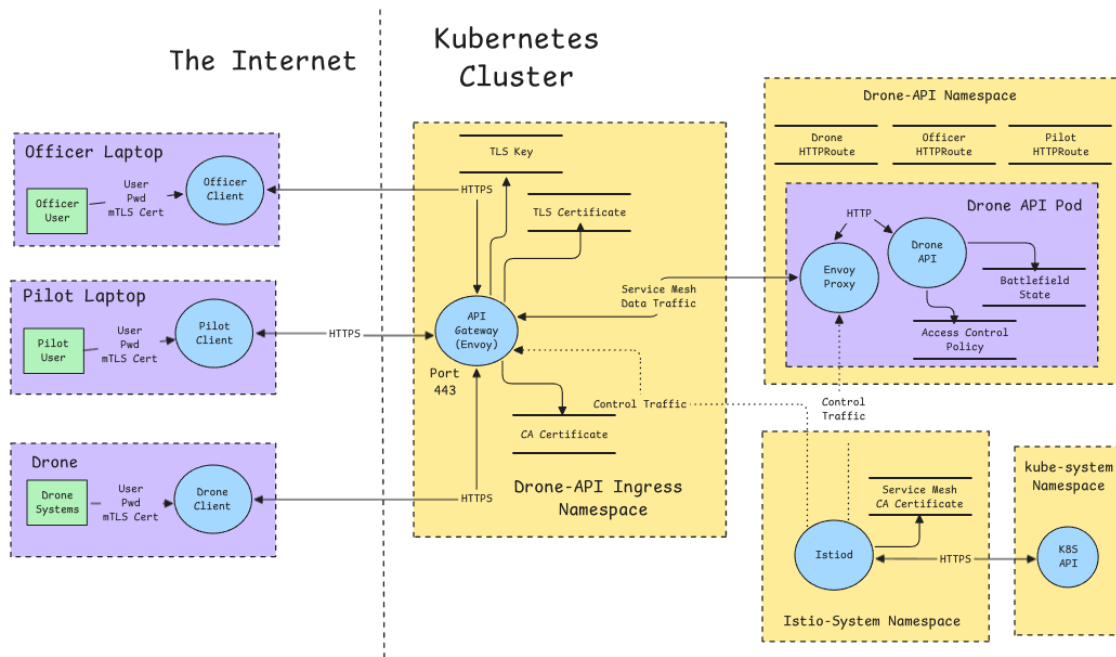 The Internet
Kubernetes
Cluster
Officer Laptop
Officer
User
User
Pwd
mTLS Cert
Officer
Client
Pilot Laptop
Pilot
User
User
Pwd
mTLS Cert
Pilot
Client
Drone
Drone
Systems
User
Pwd
mTLS Cert
Drone
Client
HTTPS
HTTPS
HTTPS
TLS Key
TLS Certificate
API
Gateway
(Envoy)
Port
443
CA Certificate
Drone-API Ingress
Namespace
Service Mesh
Data Traffic
Control Traffic
Drone-API Namespace
Drone
HTTPRoute
Officer
HTTPRoute
Pilot
HTTPRoute
Drone API Pod
HTTP
Envoy
Proxy
Drone
API
Battlefield
State
Access Control
Policy
Control
Traffic
Service Mesh
CA Certificate
Istiod
HTTPS
Istio-System Namespace
kube-system
Namespace
K8S
API